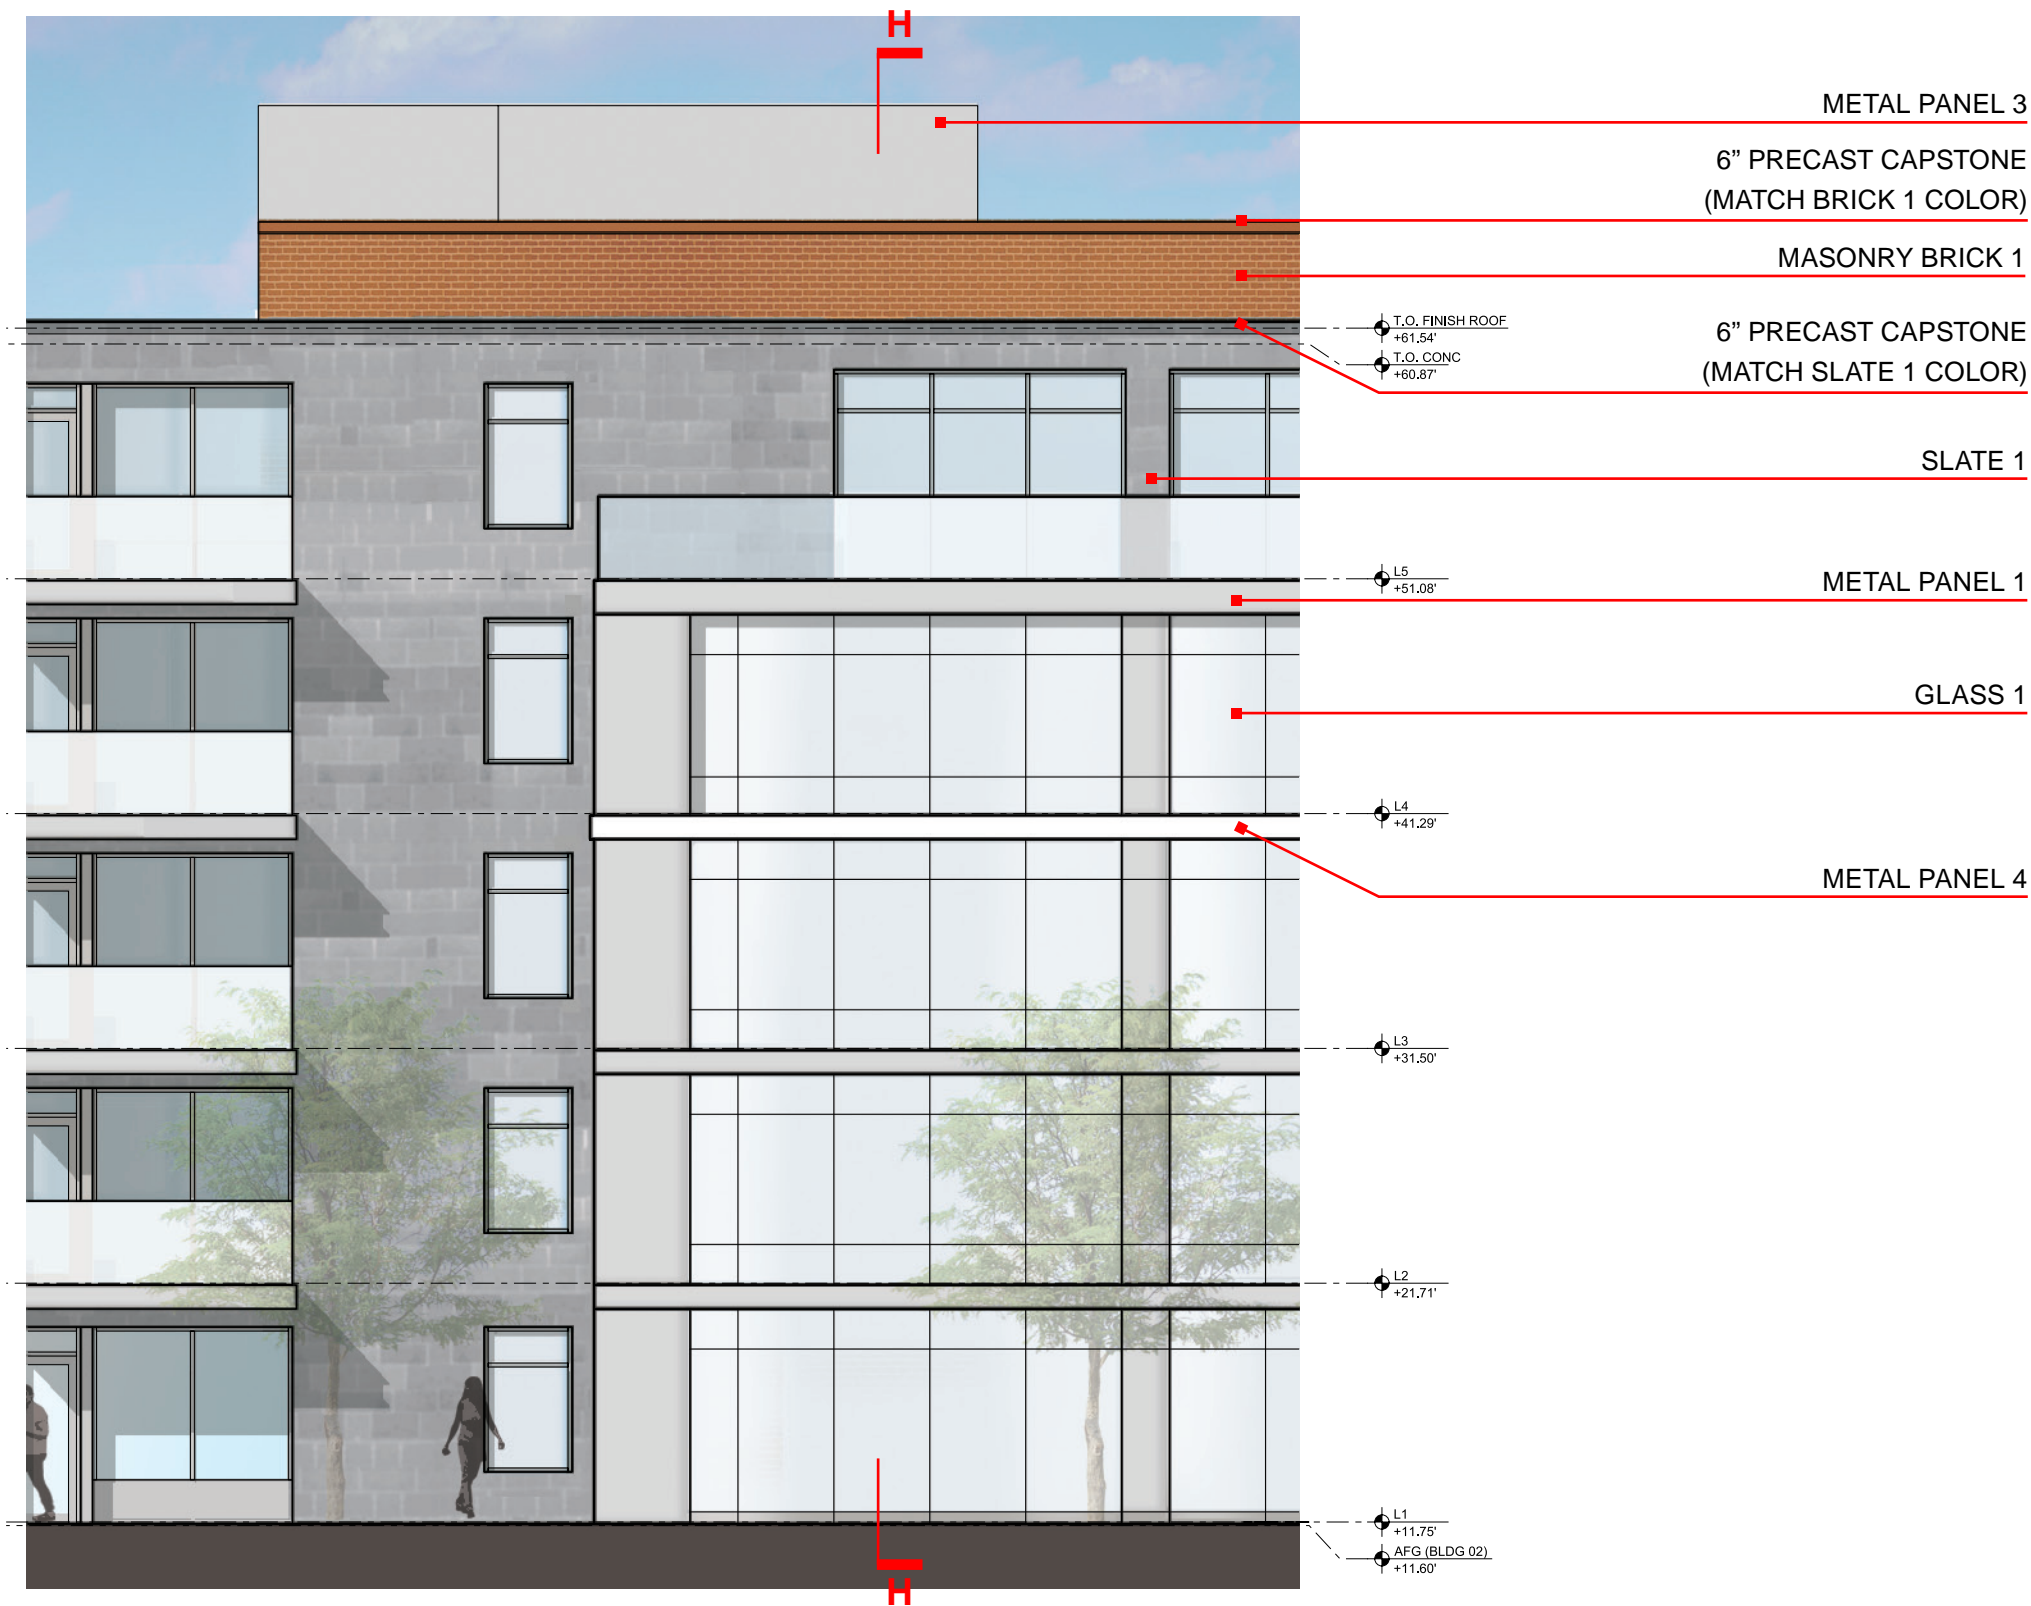 H
METAL PANEL 3
6” PRECAST CAPSTONE
(MATCH BRICK 1 COLOR)
MASONRY BRICK 1
T.O. FINISH ROOF
+61.54'
T.O. CONC
+60.87'
6” PRECAST CAPSTONE
(MATCH SLATE 1 COLOR)
SLATE 1
L5
+51.08'
METAL PANEL 1
GLASS 1
L4
+41.29'
METAL PANEL 4
L3
+31.50'
L2
+21.71'
L1
+11.75'
AFG (BLDG 02)
+11.60'
H